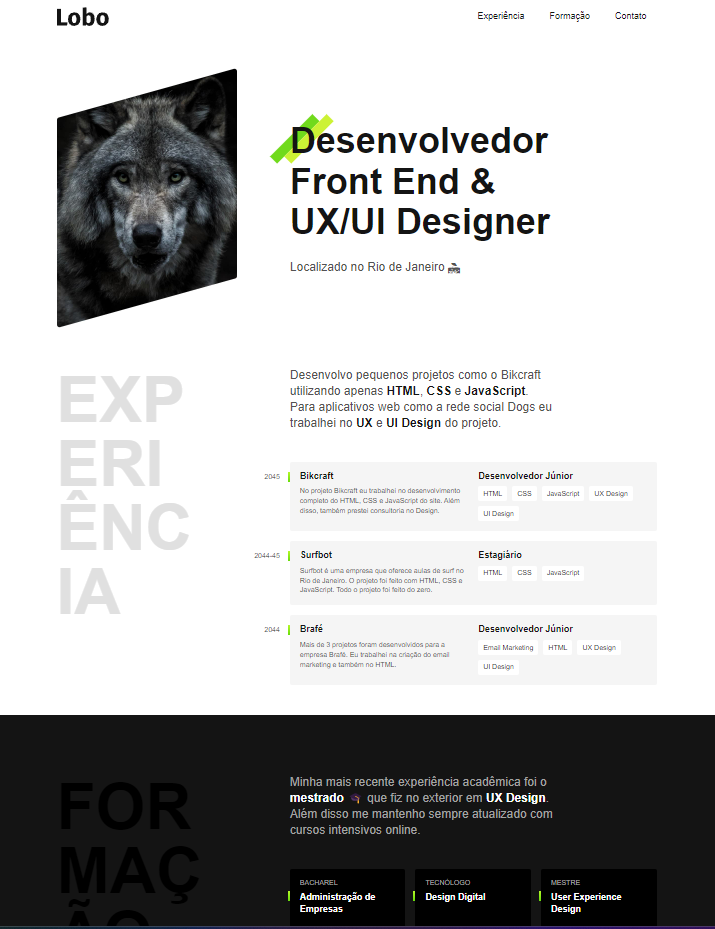 Lobo
Experiência Formação Contato
Desenvolvedor
Front End &
UX/UI Designer
Localizado no Rio de Janeiro
EXP
ERI
ÊNC
IA
Desenvolvo pequenos projetos como o Bikcraft
utilizando apenas HTML, CSS e JavaScript.
Para aplicativos web como a rede social Dogs eu
trabalhei no UX e UI Design do projeto.
2045
Bikcraft
No projeto Bikcraft eu trabalhei no desenvolvimento
completo do HTML, CSS e JavaScript do site. Além
disso, também prestei consultoria no Design.
Desenvolvedor Júnior
HTML CSS JavaScript UX Design
UI Design
2044-45
Surfbot
Surfbot é uma empresa que oferece aulas de surf no
Rio de Janeiro. O projeto foi feito com HTML, CSS e
JavaScript. Todo o projeto foi feito do zero.
Estagiário
HTML CSS JavaScript
2044
Brafé
Mais de 3 projetos foram desenvolvidos para a
empresa Brafé. Eu trabalhei na criação do email
marketing e também no HTML.
Desenvolvedor Júnior
Email Marketing HTML UX Design
UI Design
FOR
MAÇ
ÃO
Minha mais recente experiência acadêmica foi o
mestrado que fiz no exterior em UX Design.
Além disso me mantenho sempre atualizado com
cursos intensivos online.
BACHAREL
Administração de
Empresas
TECNÓLOGO
Design Digital
MESTRE
User Experience
Design